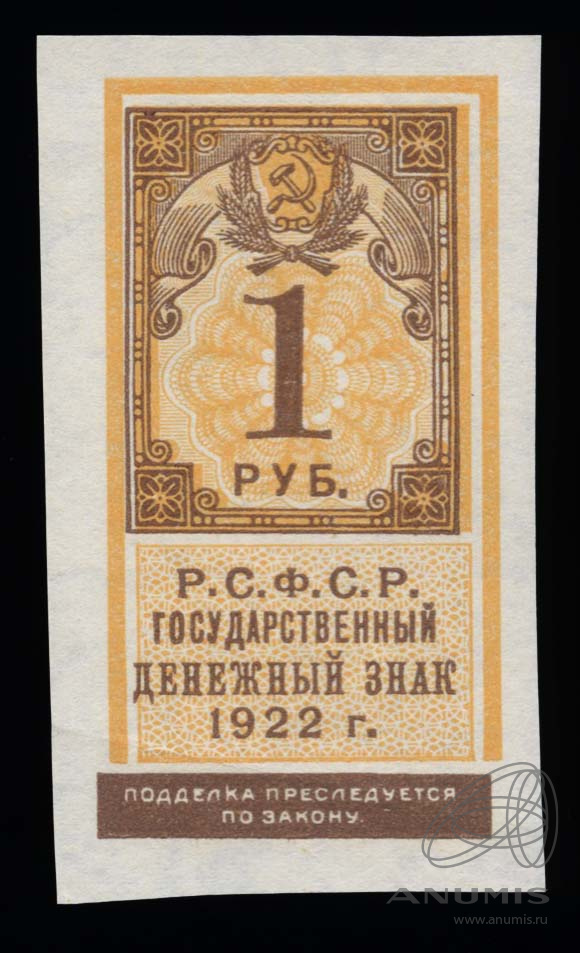 1
РУБ.
Р.С.Ф.С.Р.
ГОСУДАРСТВЕННЫЙ
ДЕНЕЖНЫЙ ЗНАК
1922 г.
ПОДДЕЛКА ПРЕСЛЕДУЕТСЯ
ПО ЗАКОНУ.
ANUMIS
www.anumis.ru